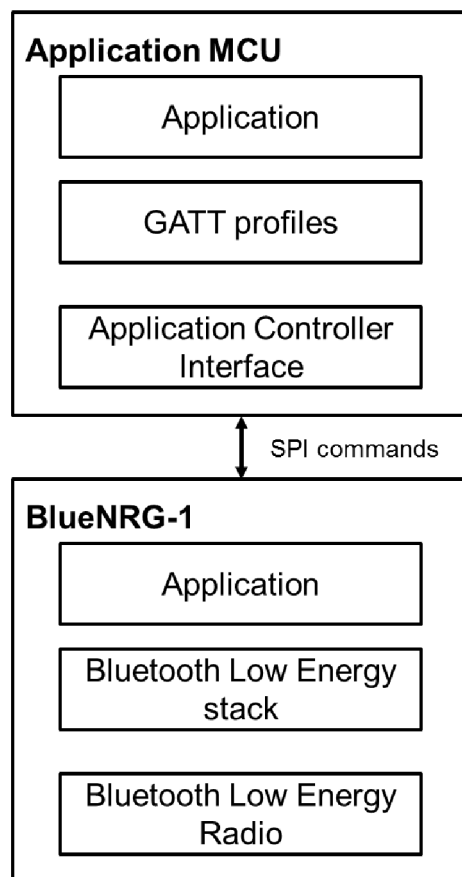 Application MCU
Application
GATT profiles
Application Controller
Interface
SPI commands
BlueNRG-1
Application
Bluetooth Low Energy
stack
Bluetooth Low Energy
Radio